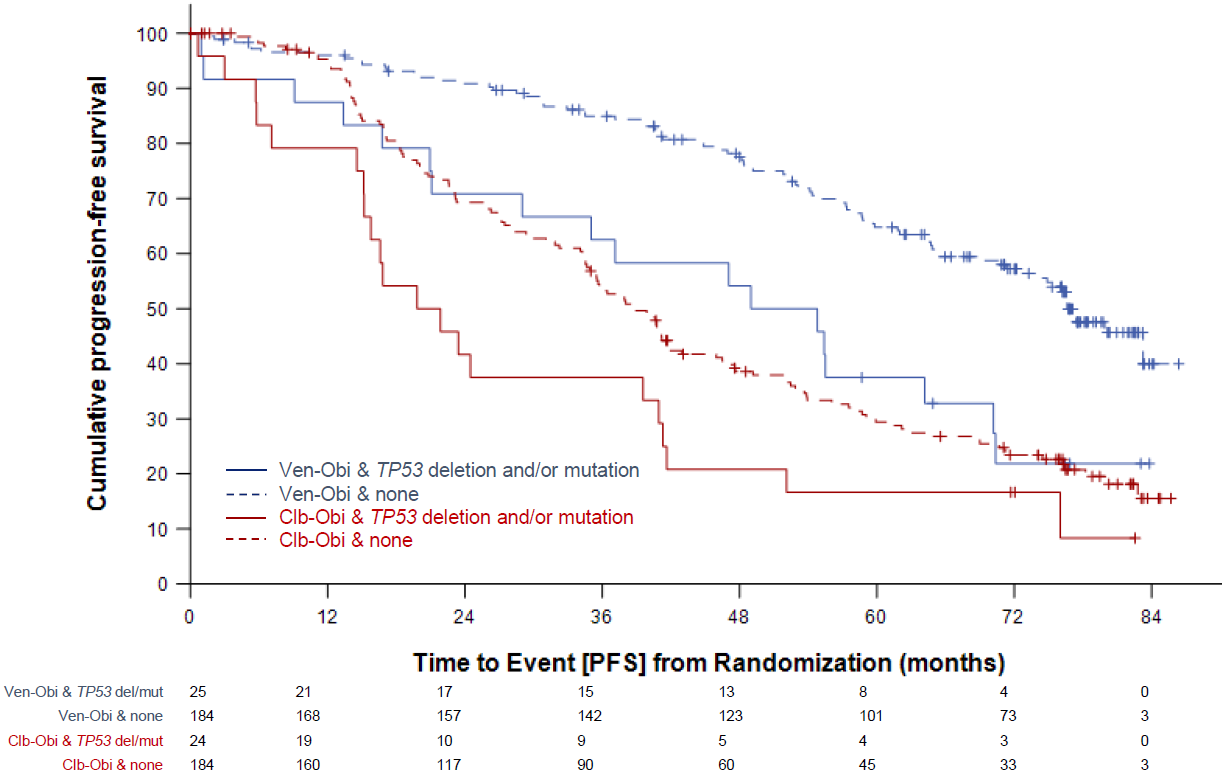 Cumulative progression-free survival
100
90
80
70
60
50
40
30
20
10
0
Ven-Obi & TP53 deletion and/or mutation
Ven-Obi & none
Clb-Obi & TP53 deletion and/or mutation
Clb-Obi & none
0 12 24 36 48 60 72 84
Time to Event [PFS] from Randomization (months)
Ven-Obi & TP53 del/mut 25 21 17 15 13 8 4 0
Ven-Obi & none 184 168 157 142 123 101 73 3
Clb-Obi & TP53 del/mut 24 19 10 9 5 4 3 0
Clb-Obi & none 184 160 117 90 60 45 33 3